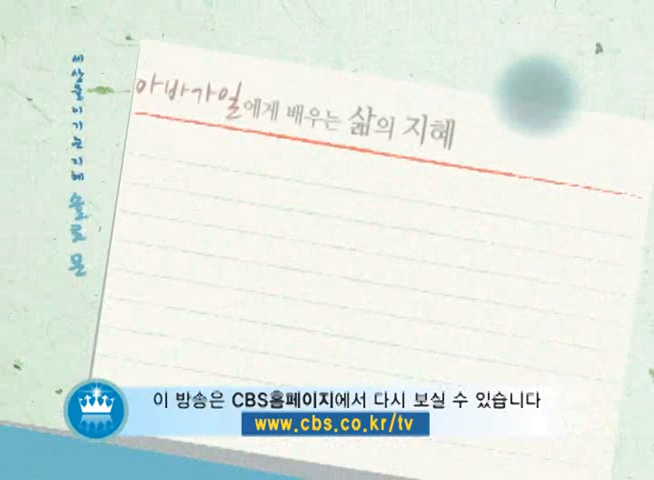 아바가일에게 배우는 삶의 지혜
세상을 이기는 지혜 솔로몬
이 방송은 CBS홈페이지에서 다시 보실 수 있습니다
www.cbs.co.kr/tv